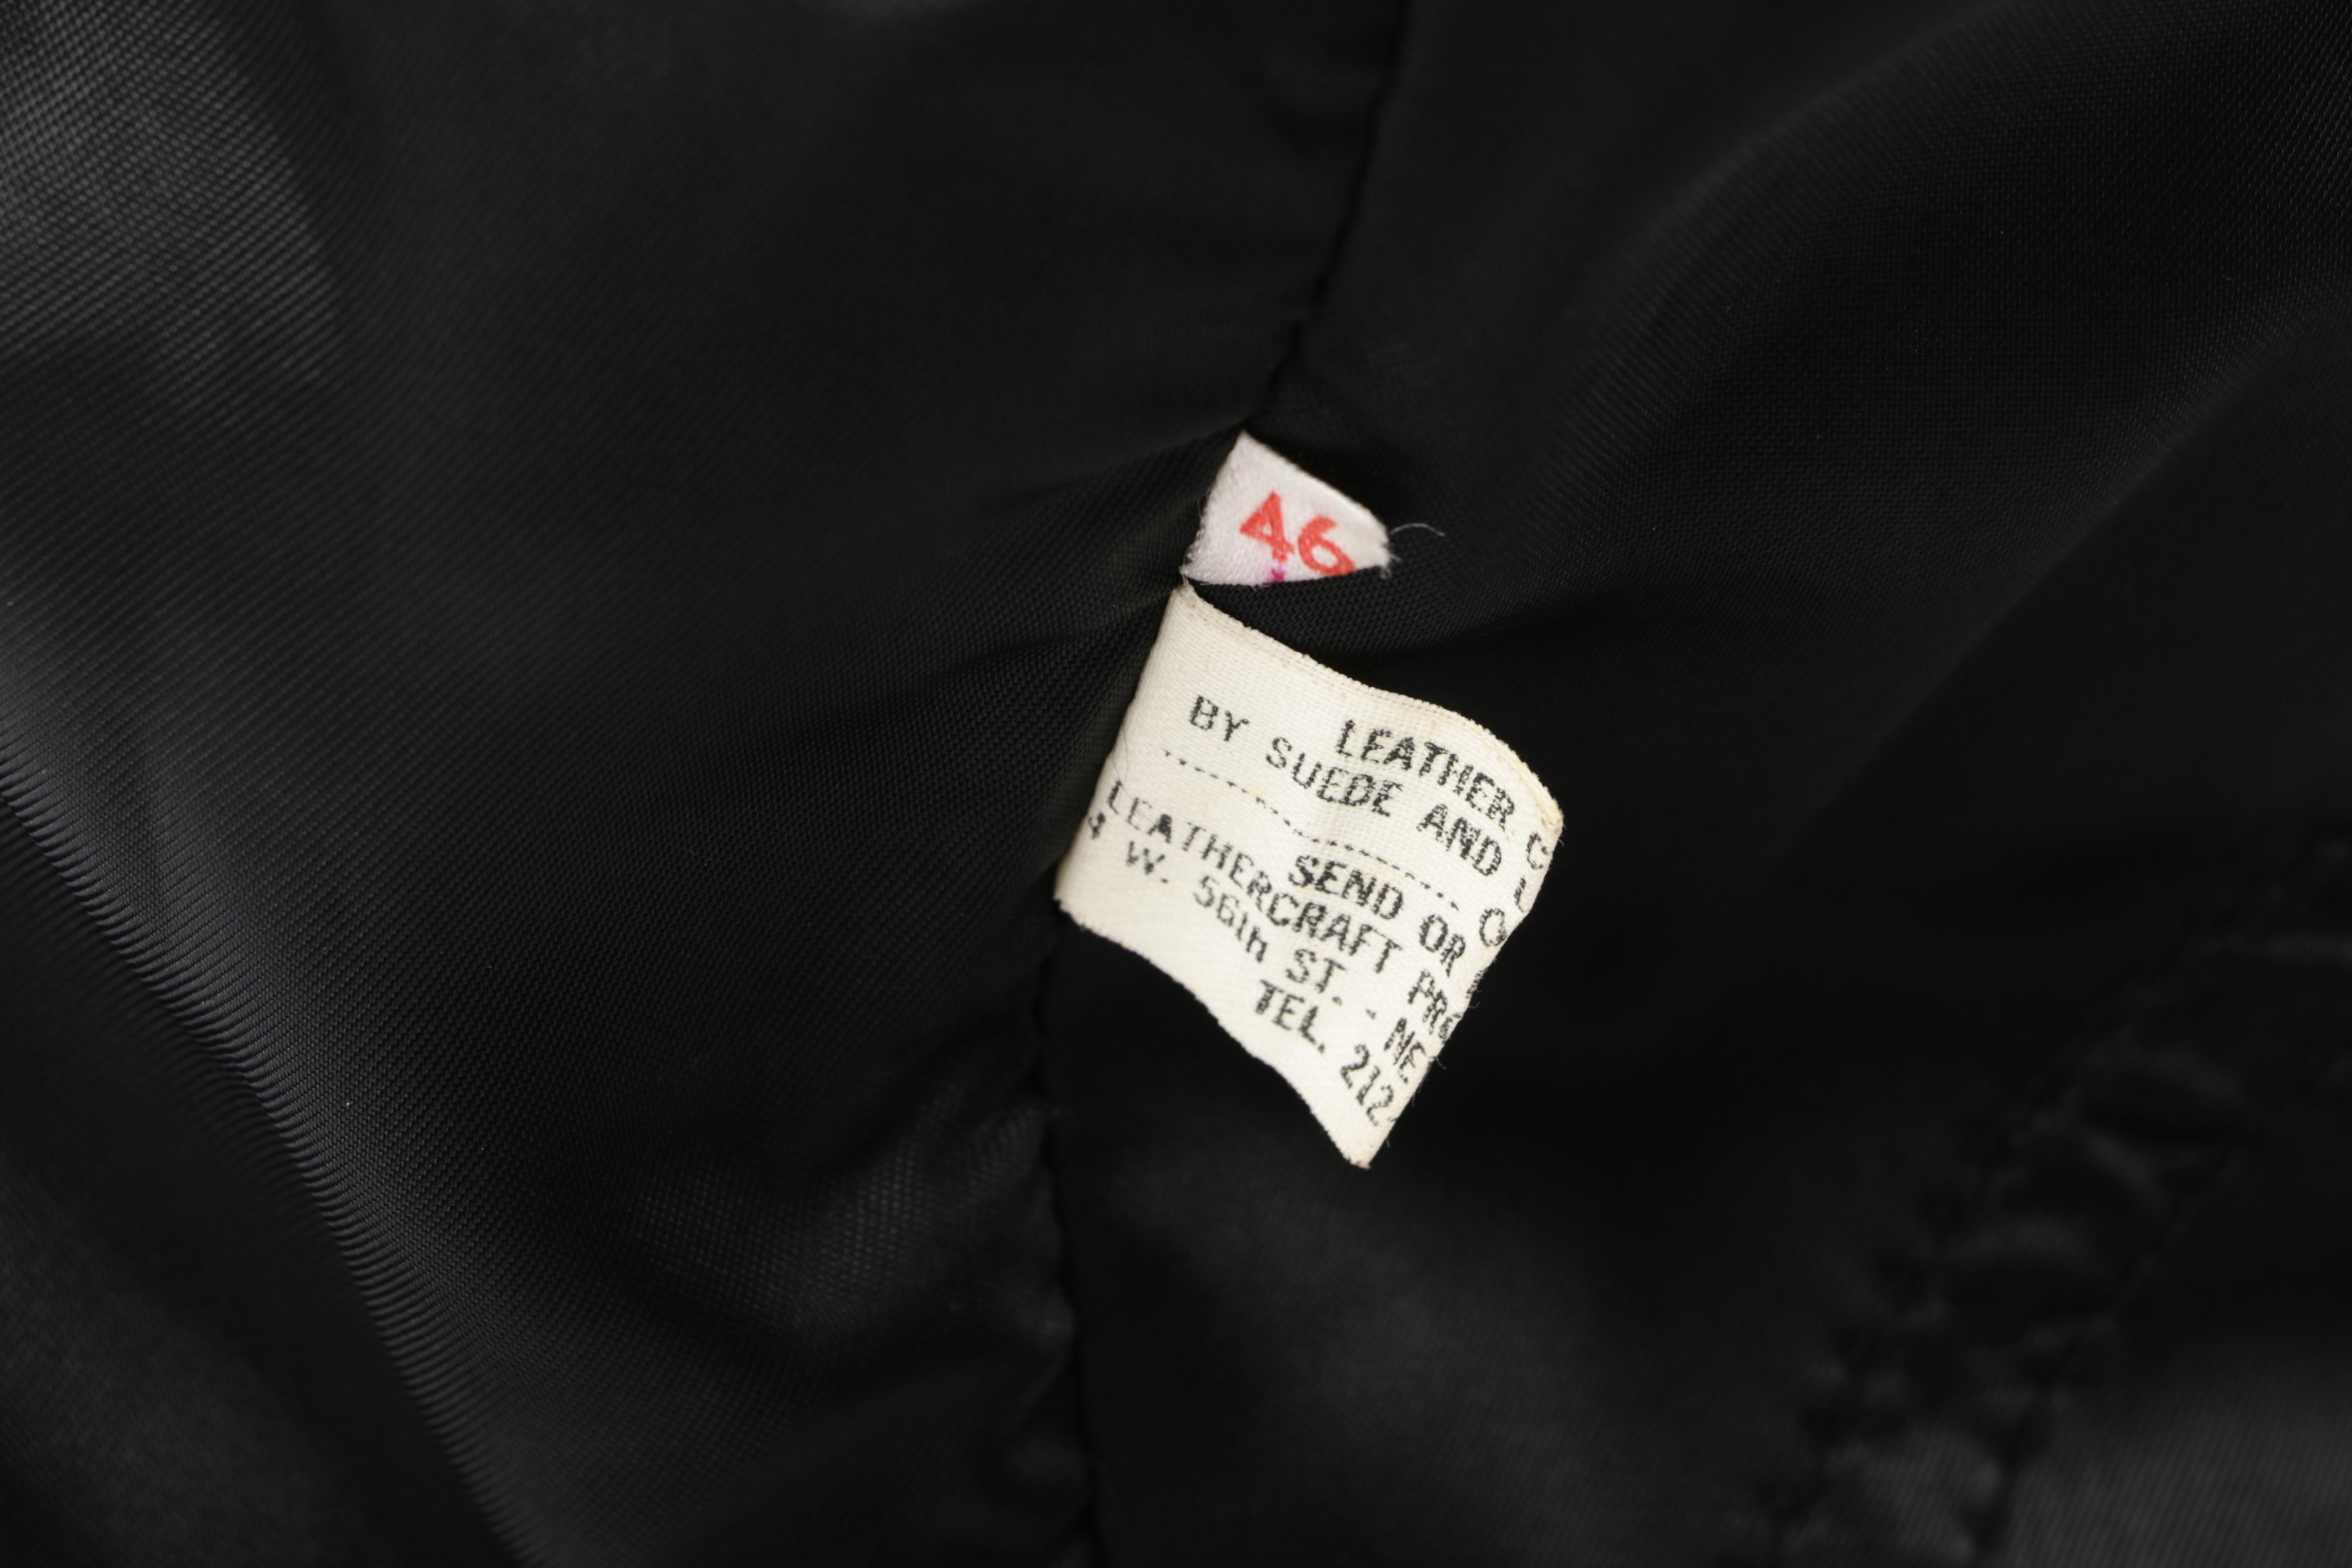 46
LEATHER
BY SUEDE AND
SEND OR
LEATHERCRAFT
W. 56th ST. -
TEL. 212